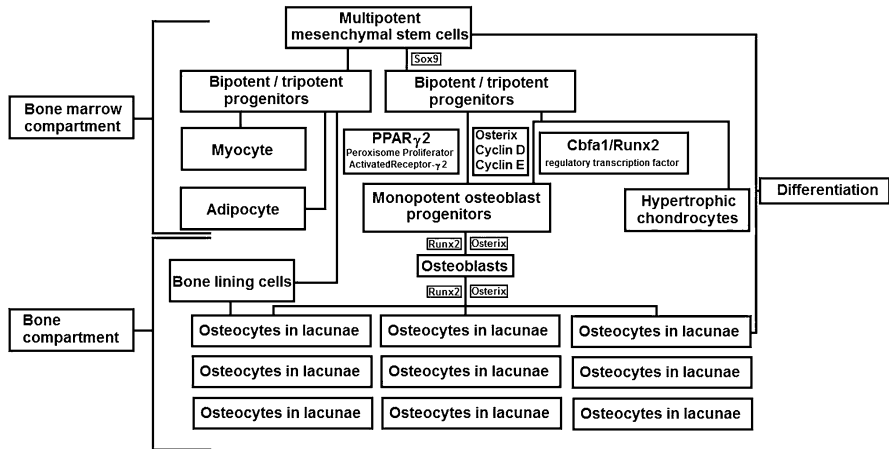 Multipotent
mesenchymal stem cells
Sox9
Bipotent / tripotent
progenitors
Bipotent / tripotent
progenitors
Bone marrow
compartment
Myocyte
PPARγ2
Peroxisome Proliferator
ActivatedReceptor-γ2
Osterix
Cyclin D
Cyclin E
Cbfa1/Runx2
regulatory transcription factor
Adipocyte
Monopotent osteoblast
progenitors
Hypertrophic
chondrocytes
Differentiation
Runx2
Osterix
Osteoblasts
Bone lining cells
Runx2
Osterix
Bone
compartment
Osteocytes in lacunae
Osteocytes in lacunae
Osteocytes in lacunae
Osteocytes in lacunae
Osteocytes in lacunae
Osteocytes in lacunae
Osteocytes in lacunae
Osteocytes in lacunae
Osteocytes in lacunae